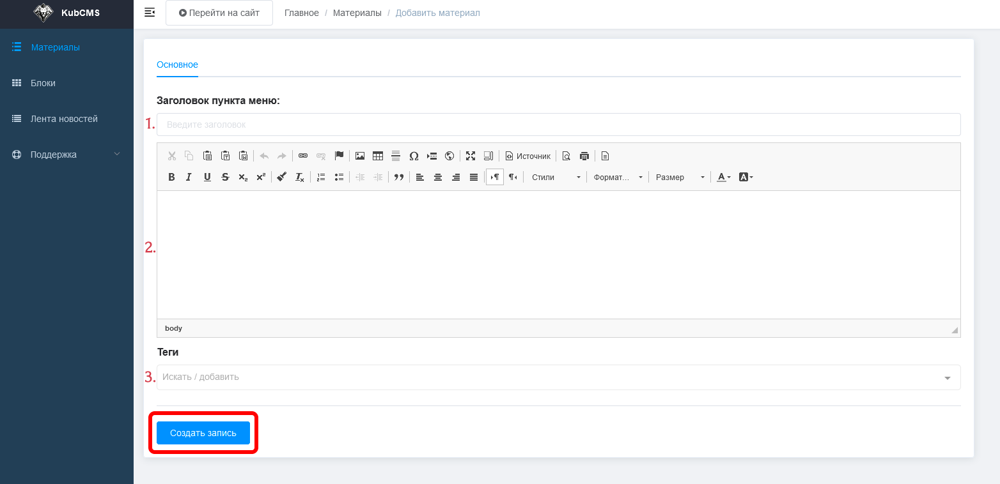 KubCMS
Перейти на сайт
Главное / Материалы / Добавить материал
Материалы
Блоки
Лента новостей
Поддержка
Основное
Заголовок пункта меню:
1. Введите заголовок
Источник
Стили Формат... Размер
2.
body
Теги
3. Искать / добавить
Создать запись